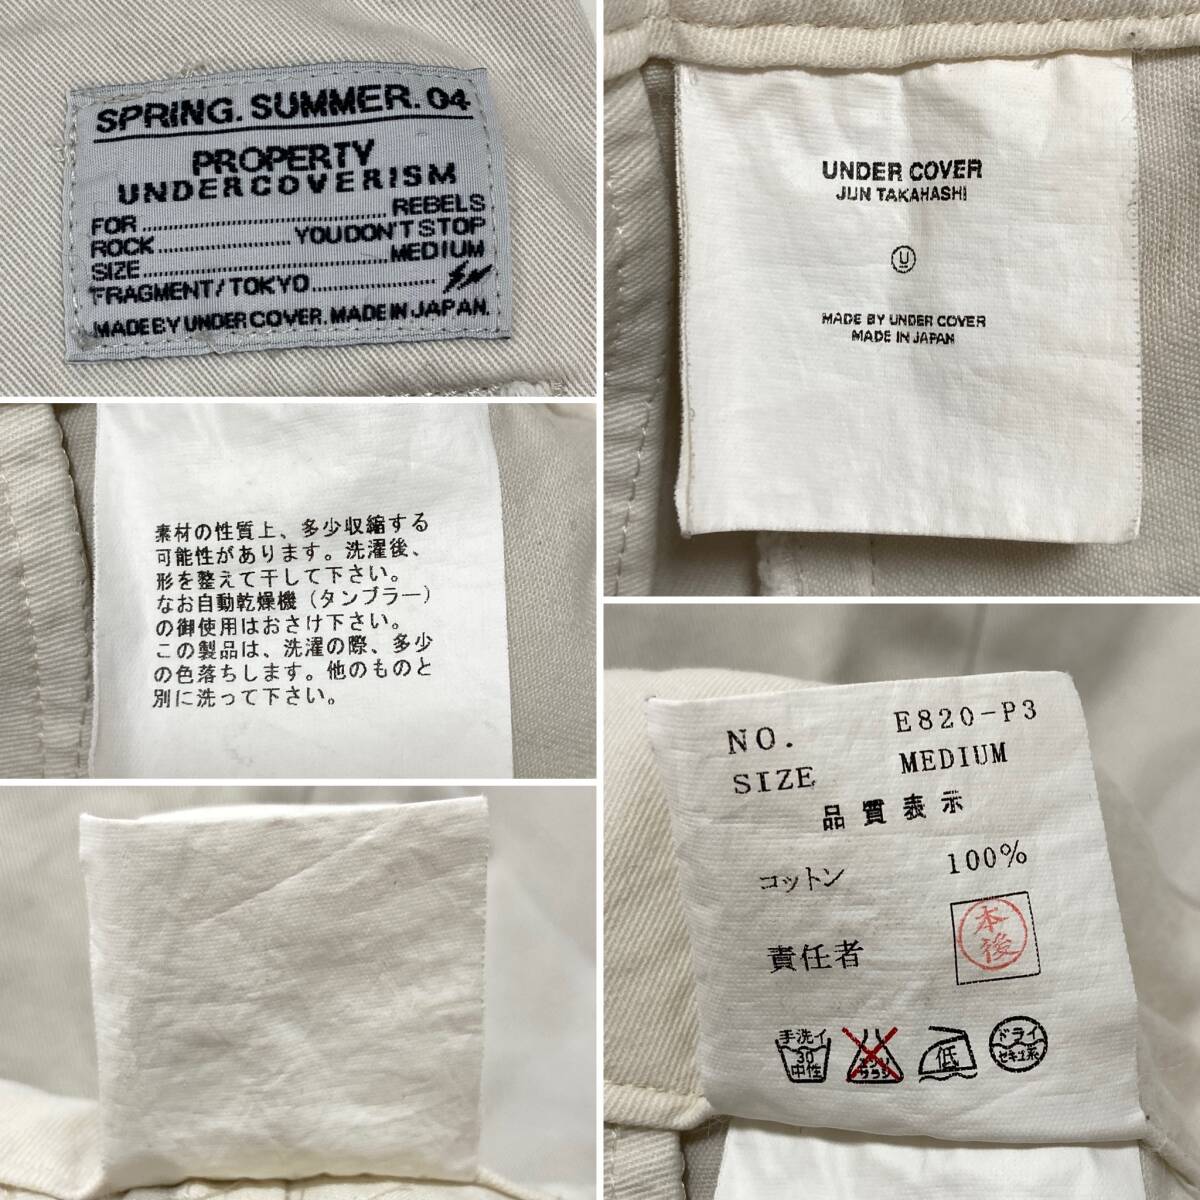 SPRING. SUMMER. 04
PROPERTY
UNDERCOVERISM
FOR REBELS
ROCK YOU DON'T STOP
SIZE MEDIUM
FRAGMENT/TOKYO
MADE BY UNDERCOVER. MADE IN JAPAN.
UNDER COVER
JUN TAKAHASHI
U
MADE BY UNDER COVER
MADE IN JAPAN
素材の性質上、多少収縮する
可能性があります。洗濯後、
形を整えて干して下さい。
なお自動乾燥機(タンブラー)
の御使用はおさけ下さい。
この製品は、洗濯の際、多少
の色落ちします。他のものと
別に洗って下さい。
NO. E820-P3
SIZE MEDIUM
品質表示
コットン 100%
責任者
本
後
手洗イ
30
中性
エンソ
サラシ
低
ドライ
セキユ系